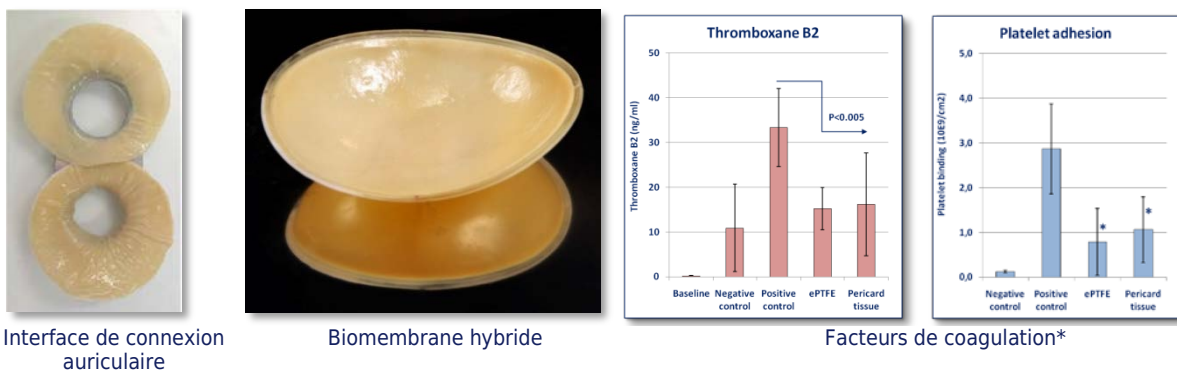 Thromboxane B2
Thromboxane B2 (ng/ml)
50
40
30
20
10
0
P<0.005
Baseline
Negative
control
Positive
control
ePTFE
Pericard
tissue
Platelet adhesion
Platelet binding (10E9/cm2)
5,0
4,0
3,0
2,0
1,0
0,0
*
*
Negative
control
Positive
control
ePTFE
Pericard
tissue
Interface de connexion
auriculaire
Biomembrane hybride
Facteurs de coagulation*